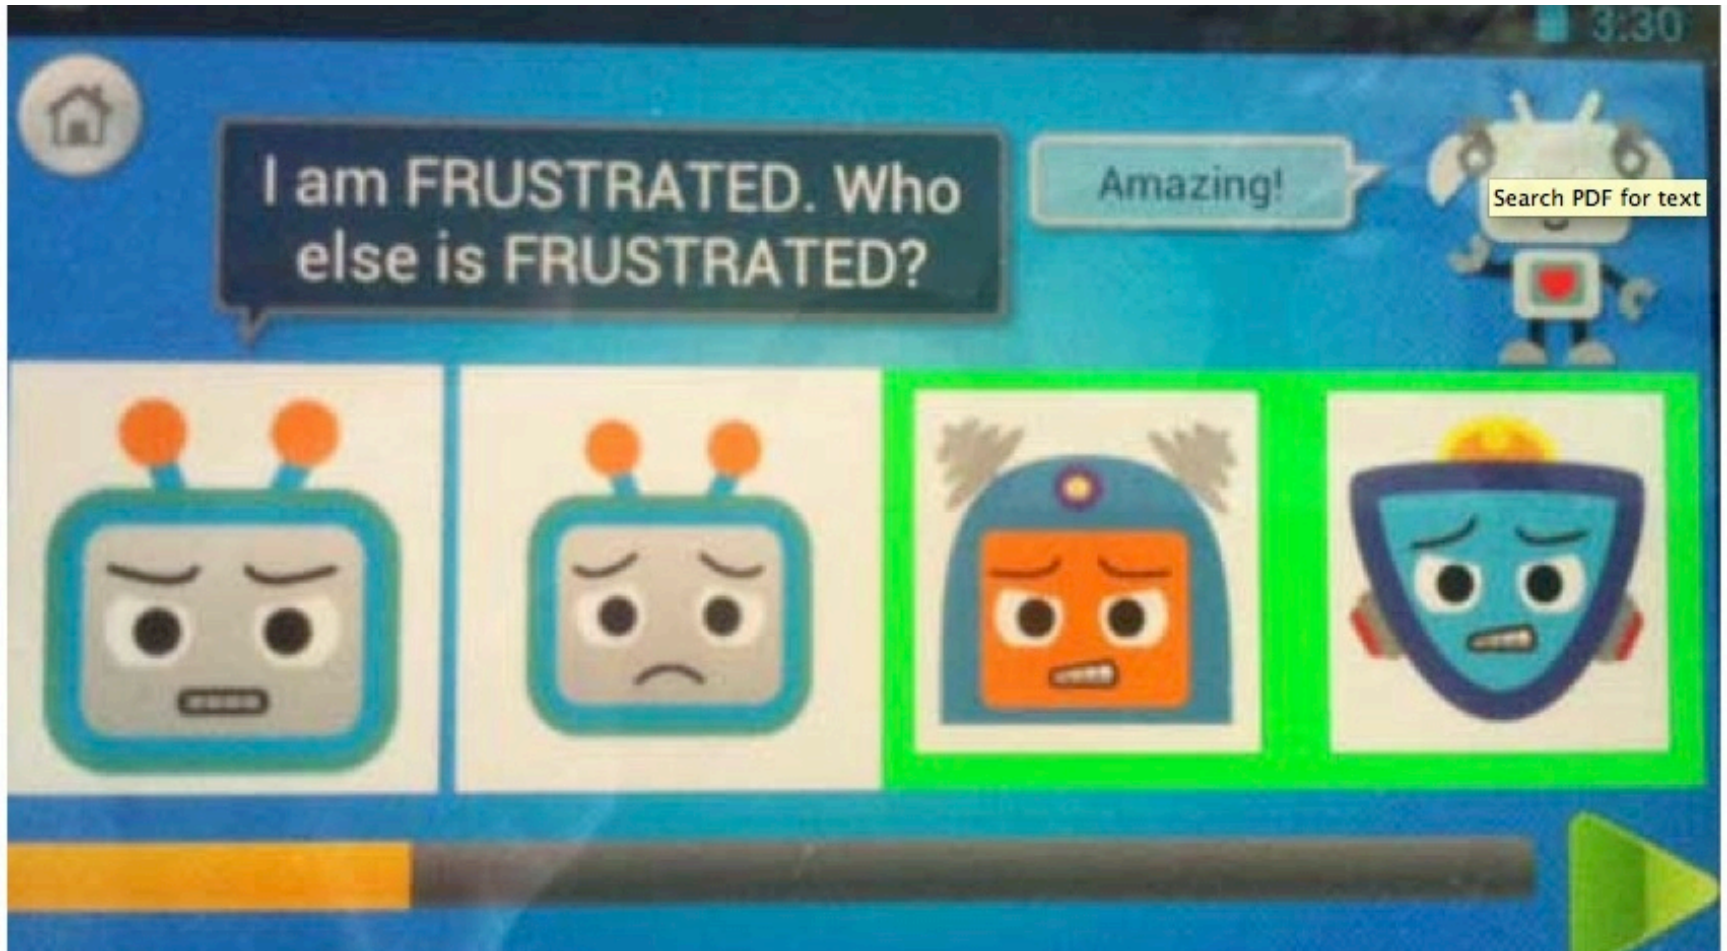 3:30
I am FRUSTRATED. Who
else is FRUSTRATED?
Amazing!
Search PDF for text